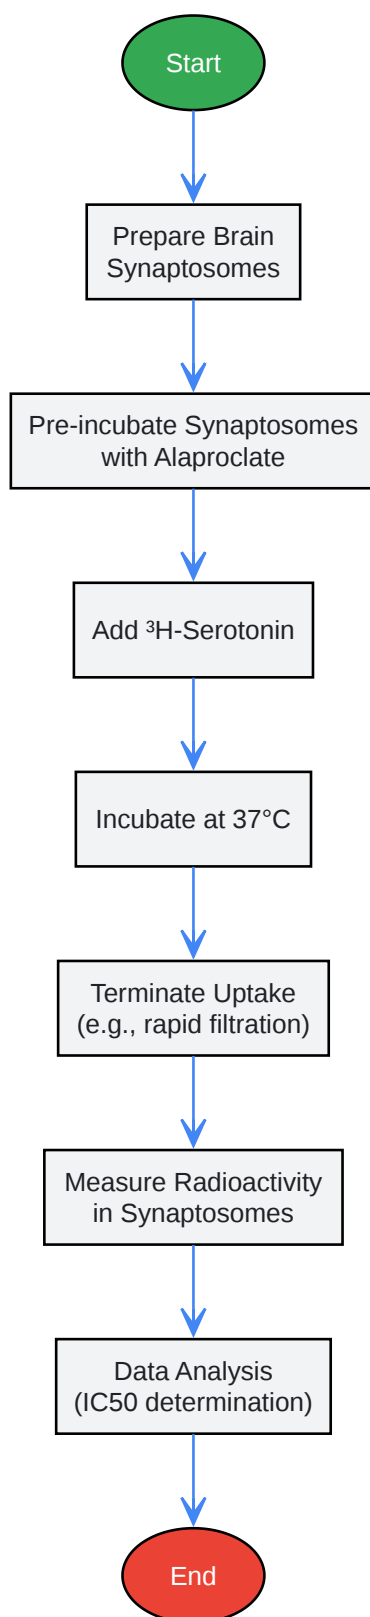 Start
Prepare Brain
Synaptosomes
Pre-incubate Synaptosomes
with Alaproclate
Add ³H-Serotonin
Incubate at 37°C
Terminate Uptake
(e.g., rapid filtration)
Measure Radioactivity
in Synaptosomes
Data Analysis
(IC50 determination)
End